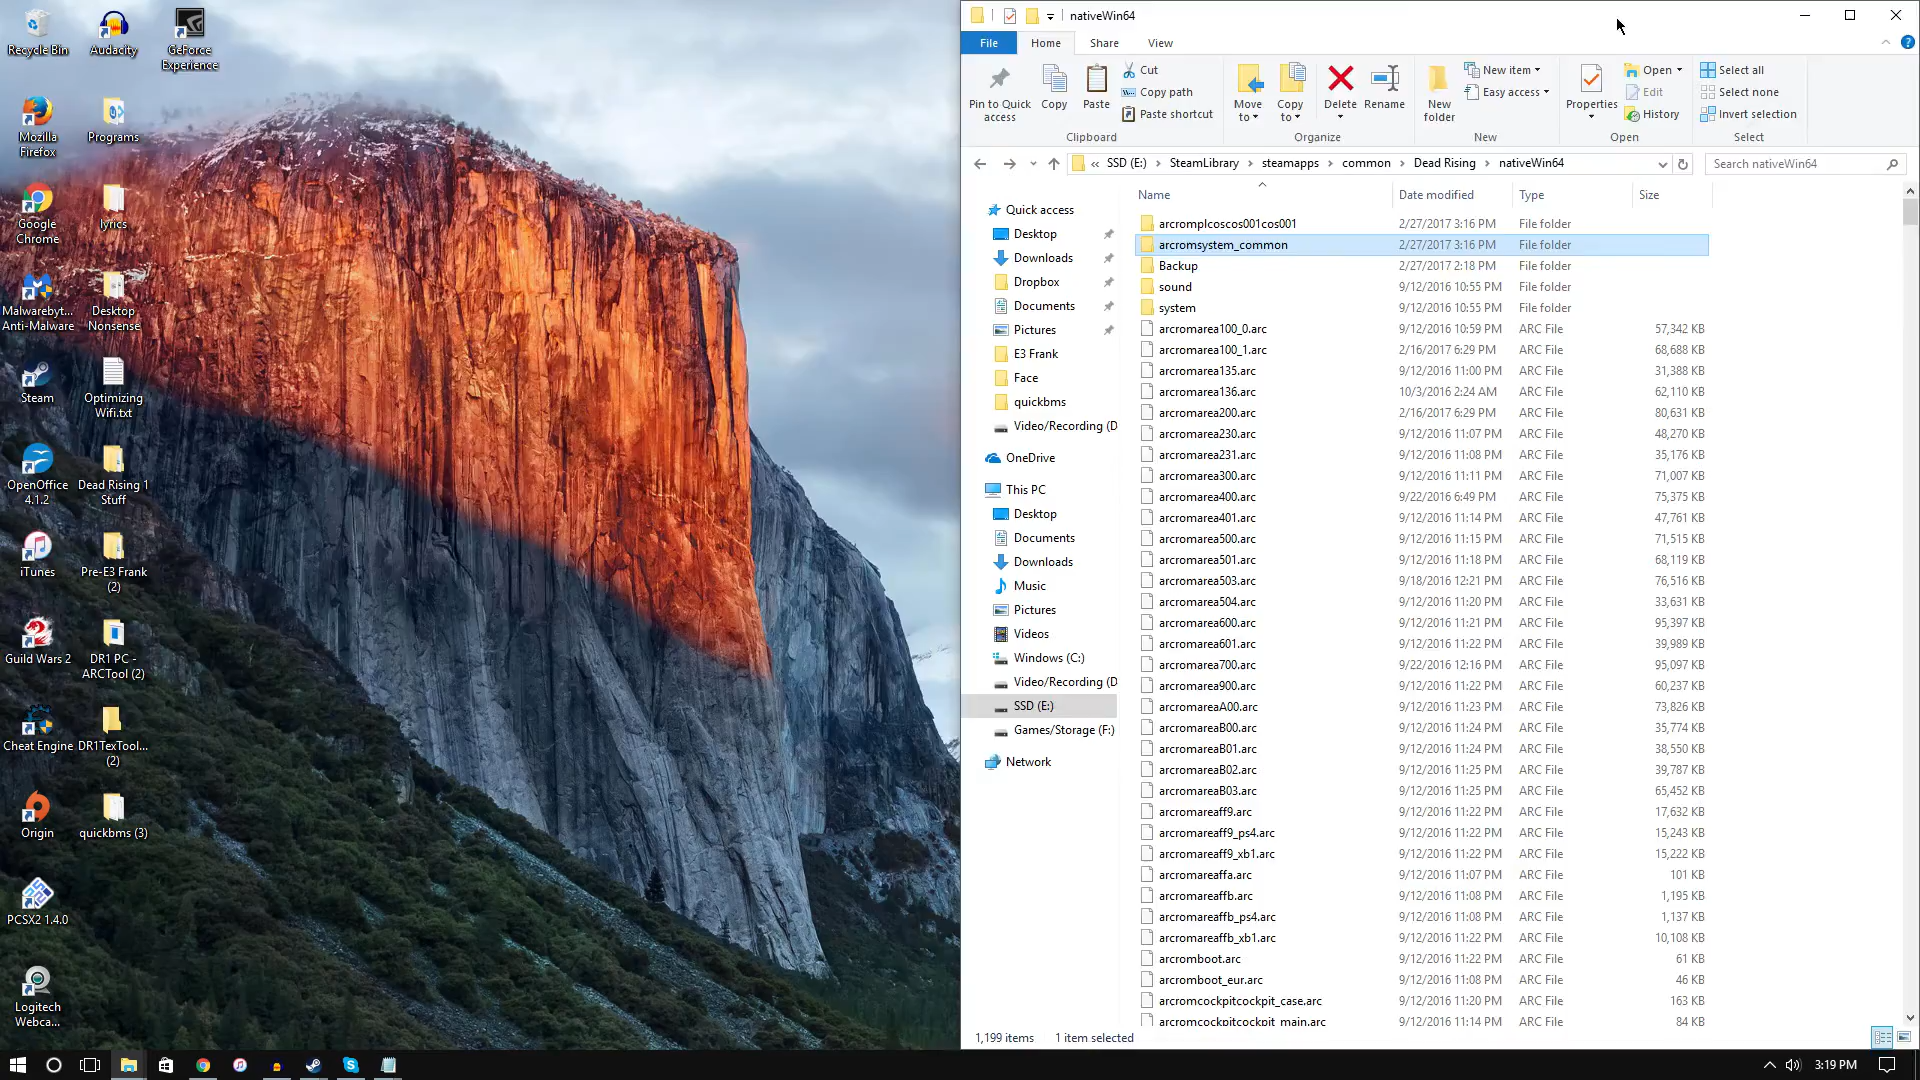 Recycle Bin
Audacity
GeForce
Experience
Mozilla
Firefox
Programs
Google
Chrome
lyrics
Malwarebyt...
Anti-Malware
Desktop
Nonsense
Steam
Optimizing
Wifi.txt
OpenOffice
4.1.2
Dead Rising 1
Stuff
iTunes
Pre-E3 Frank
(2)
Guild Wars 2
DR1 PC -
ARCTool (2)
Cheat Engine
DR1TexTool...
(2)
Origin
quickbms (3)
PCSX2 1.4.0
Logitech
Webca...
nativeWin64
File Home Share View
Pin to Quick
access
Copy
Paste
Cut
Copy path
Paste shortcut
Clipboard
Move
to
Copy
to
Delete
Rename
Organize
New
folder
New item
Easy access
New
Properties
Open
Edit
History
Open
Select all
Select none
Invert selection
Select
« SSD (E:) > SteamLibrary > steamapps > common > Dead Rising > nativeWin64
Search nativeWin64
Quick access
Desktop
Downloads
Dropbox
Documents
Pictures
E3 Frank
Face
quickbms
Video/Recording (D
OneDrive
This PC
Desktop
Documents
Downloads
Music
Pictures
Videos
Windows (C:)
Video/Recording (D
SSD (E:)
Games/Storage (F:)
Network
Name Date modified Type Size
arcromplcoscos001cos001 2/27/2017 3:16 PM File folder
arcromsystem_common 2/27/2017 3:16 PM File folder
Backup 2/27/2017 2:18 PM File folder
sound 9/12/2016 10:55 PM File folder
system 9/12/2016 10:55 PM File folder
arcromarea100_0.arc 9/12/2016 10:59 PM ARC File 57,342 KB
arcromarea100_1.arc 2/16/2017 6:29 PM ARC File 68,688 KB
arcromarea135.arc 9/12/2016 11:00 PM ARC File 31,388 KB
arcromarea136.arc 10/3/2016 2:24 AM ARC File 62,110 KB
arcromarea200.arc 2/16/2017 6:29 PM ARC File 80,631 KB
arcromarea230.arc 9/12/2016 11:07 PM ARC File 48,270 KB
arcromarea231.arc 9/12/2016 11:08 PM ARC File 35,176 KB
arcromarea300.arc 9/12/2016 11:11 PM ARC File 71,007 KB
arcromarea400.arc 9/22/2016 6:49 PM ARC File 75,375 KB
arcromarea401.arc 9/12/2016 11:14 PM ARC File 47,761 KB
arcromarea500.arc 9/12/2016 11:15 PM ARC File 71,515 KB
arcromarea501.arc 9/12/2016 11:18 PM ARC File 68,119 KB
arcromarea503.arc 9/18/2016 12:21 PM ARC File 76,516 KB
arcromarea504.arc 9/12/2016 11:20 PM ARC File 33,631 KB
arcromarea600.arc 9/12/2016 11:21 PM ARC File 95,397 KB
arcromarea601.arc 9/12/2016 11:22 PM ARC File 39,989 KB
arcromarea700.arc 9/22/2016 12:16 PM ARC File 95,097 KB
arcromarea900.arc 9/12/2016 11:22 PM ARC File 60,237 KB
arcromareaA00.arc 9/12/2016 11:23 PM ARC File 73,826 KB
arcromareaB00.arc 9/12/2016 11:24 PM ARC File 35,774 KB
arcromareaB01.arc 9/12/2016 11:24 PM ARC File 38,550 KB
arcromareaB02.arc 9/12/2016 11:25 PM ARC File 39,787 KB
arcromareaB03.arc 9/12/2016 11:25 PM ARC File 65,452 KB
arcromareaff9.arc 9/12/2016 11:22 PM ARC File 17,632 KB
arcromareaff9_ps4.arc 9/12/2016 11:22 PM ARC File 15,243 KB
arcromareaff9_xb1.arc 9/12/2016 11:22 PM ARC File 15,222 KB
arcromareaffa.arc 9/12/2016 11:07 PM ARC File 101 KB
arcromareaffb.arc 9/12/2016 11:08 PM ARC File 1,195 KB
arcromareaffb_ps4.arc 9/12/2016 11:08 PM ARC File 1,137 KB
arcromareaffb_xb1.arc 9/12/2016 11:22 PM ARC File 10,108 KB
arcromboot.arc 9/12/2016 11:22 PM ARC File 61 KB
arcromboot_eur.arc 9/12/2016 11:08 PM ARC File 46 KB
arcromcockpitcockpit_case.arc 9/12/2016 11:20 PM ARC File 163 KB
arcromcockpitcockpit_main.arc 9/12/2016 11:14 PM ARC File 84 KB
1,199 items 1 item selected
3:19 PM